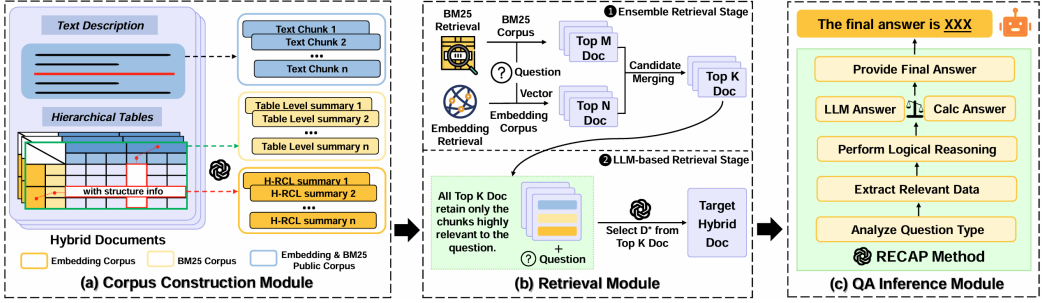 Text Description
Hierarchical Tables
with structure info
Hybrid Documents
Text Chunk 1
Text Chunk 2
•••
Text Chunk n
Table Level summary 1
Table Level summary 2
•••
Table Level summary n
H-RCL summary 1
H-RCL summary 2
•••
H-RCL summary n
Embedding Corpus
BM25 Corpus
Embedding & BM25
Public Corpus
(a) Corpus Construction Module
❶Ensemble Retrieval Stage
BM25
Retrieval
BM25
Corpus
? Question
Vector
Embedding
Retrieval
Embedding
Corpus
Top M
Doc
Top N
Doc
Candidate
Merging
Top K
Doc
❷LLM-based Retrieval Stage
All Top K Doc
retain only the
chunks highly
relevant to the
question.
+
? Question
Select D* from
Top K Doc
Target
Hybrid
Doc
(b) Retrieval Module
The final answer is XXX
Provide Final Answer
LLM Answer
Calc Answer
Perform Logical Reasoning
Extract Relevant Data
Analyze Question Type
RECAP Method
(c) QA Inference Module